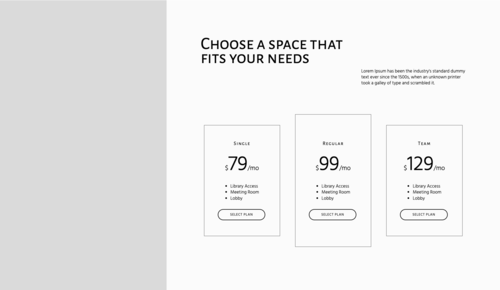 Choose a space that
fits your needs
Lorem Ipsum has been the industry's standard dummy
text ever since the 1500s, when an unknown printer
took a galley of type and scrambled it.
Single
$79/mo
Library Access
Meeting Room
Lobby
SELECT PLAN
Regular
$99/mo
Library Access
Meeting Room
Lobby
SELECT PLAN
Team
$129/mo
Library Access
Meeting Room
Lobby
SELECT PLAN